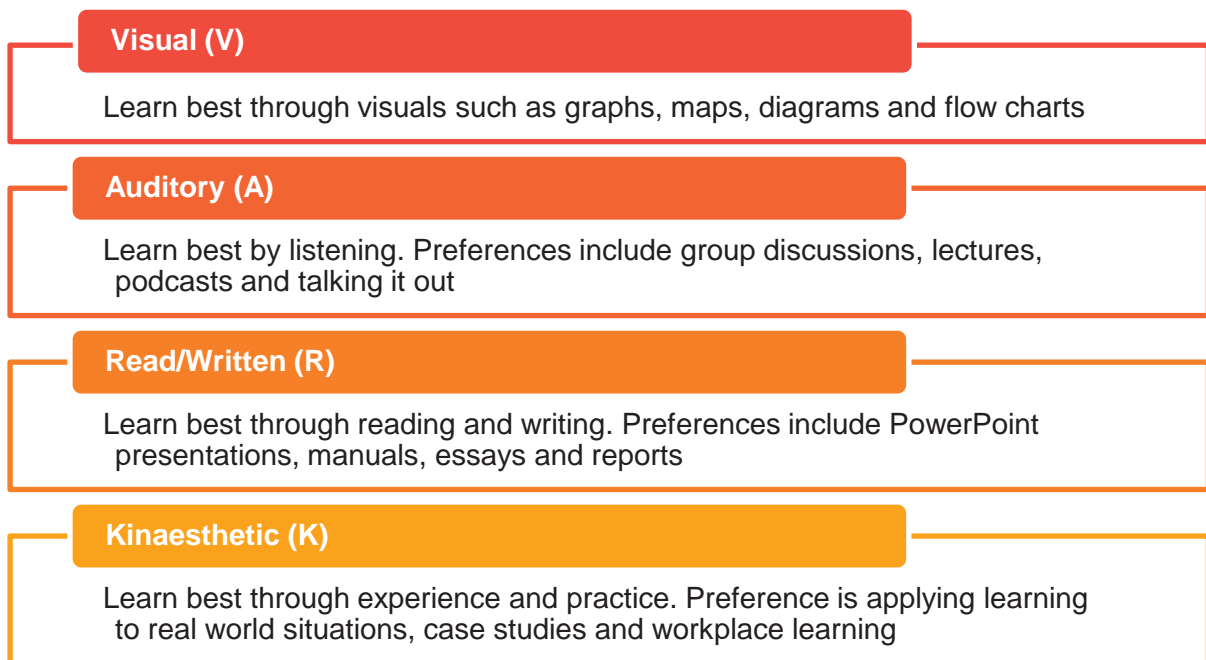 Visual (V)
Learn best through visuals such as graphs, maps, diagrams and flow charts
Auditory (A)
Learn best by listening. Preferences include group discussions, lectures,
podcasts and talking it out
Read/Written (R)
Learn best through reading and writing. Preferences include PowerPoint
presentations, manuals, essays and reports
Kinaesthetic (K)
Learn best through experience and practice. Preference is applying learning
to real world situations, case studies and workplace learning